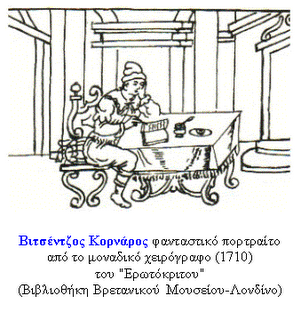 Βιτσέντζος Κορνάρος φανταστικό πορτραίτο
από το μοναδικό χειρόγραφο (1710)
του "Ερωτόκριτου"
(Βιβλιοθήκη Βρετανικού Μουσείου-Λονδίνο)